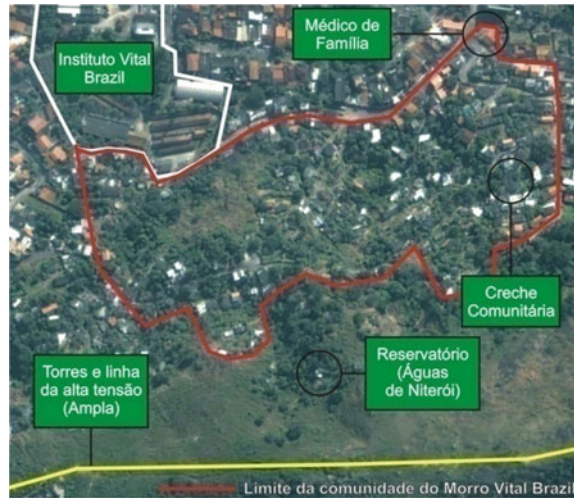 Médico de
Família
Instituto Vital
Brazil
Creche
Comunitária
Reservatório
(Águas
de Niterói)
Torres e linha
da alta tensão
(Ampla)
Limite da comunidade do Morro Vital Brazil